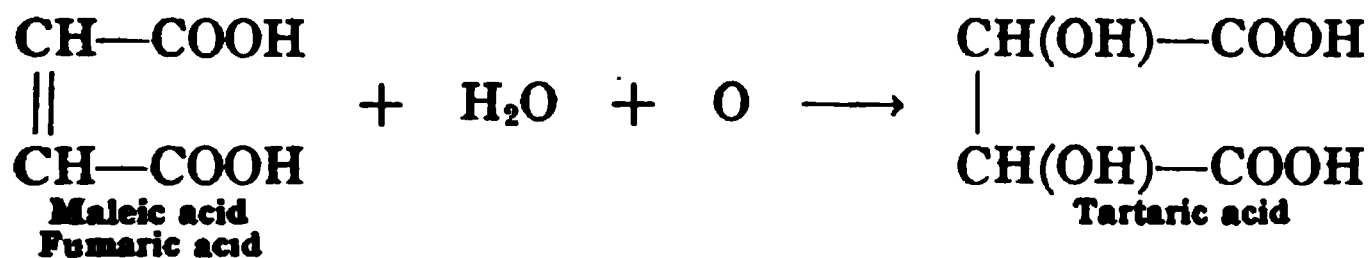 CH—COOH CH(OH)—COOH
|| + H₂O + O ⟶ |
CH—COOH CH(OH)—COOH
Maleic acid Tartaric acid
Fumaric acid